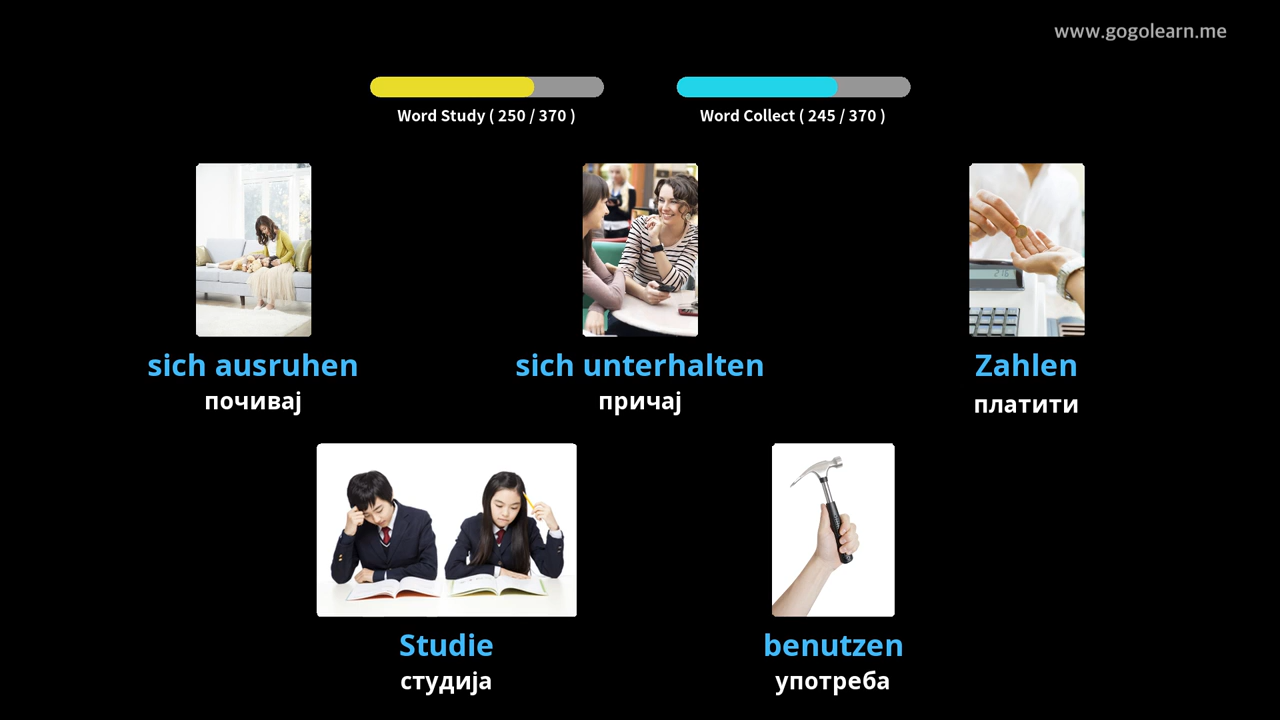 www.gogolearn.me
Word Study ( 250 / 370 )
Word Collect ( 245 / 370 )
sich ausruhen
почивај
sich unterhalten
причај
Zahlen
платити
Studie
студија
benutzen
употреба